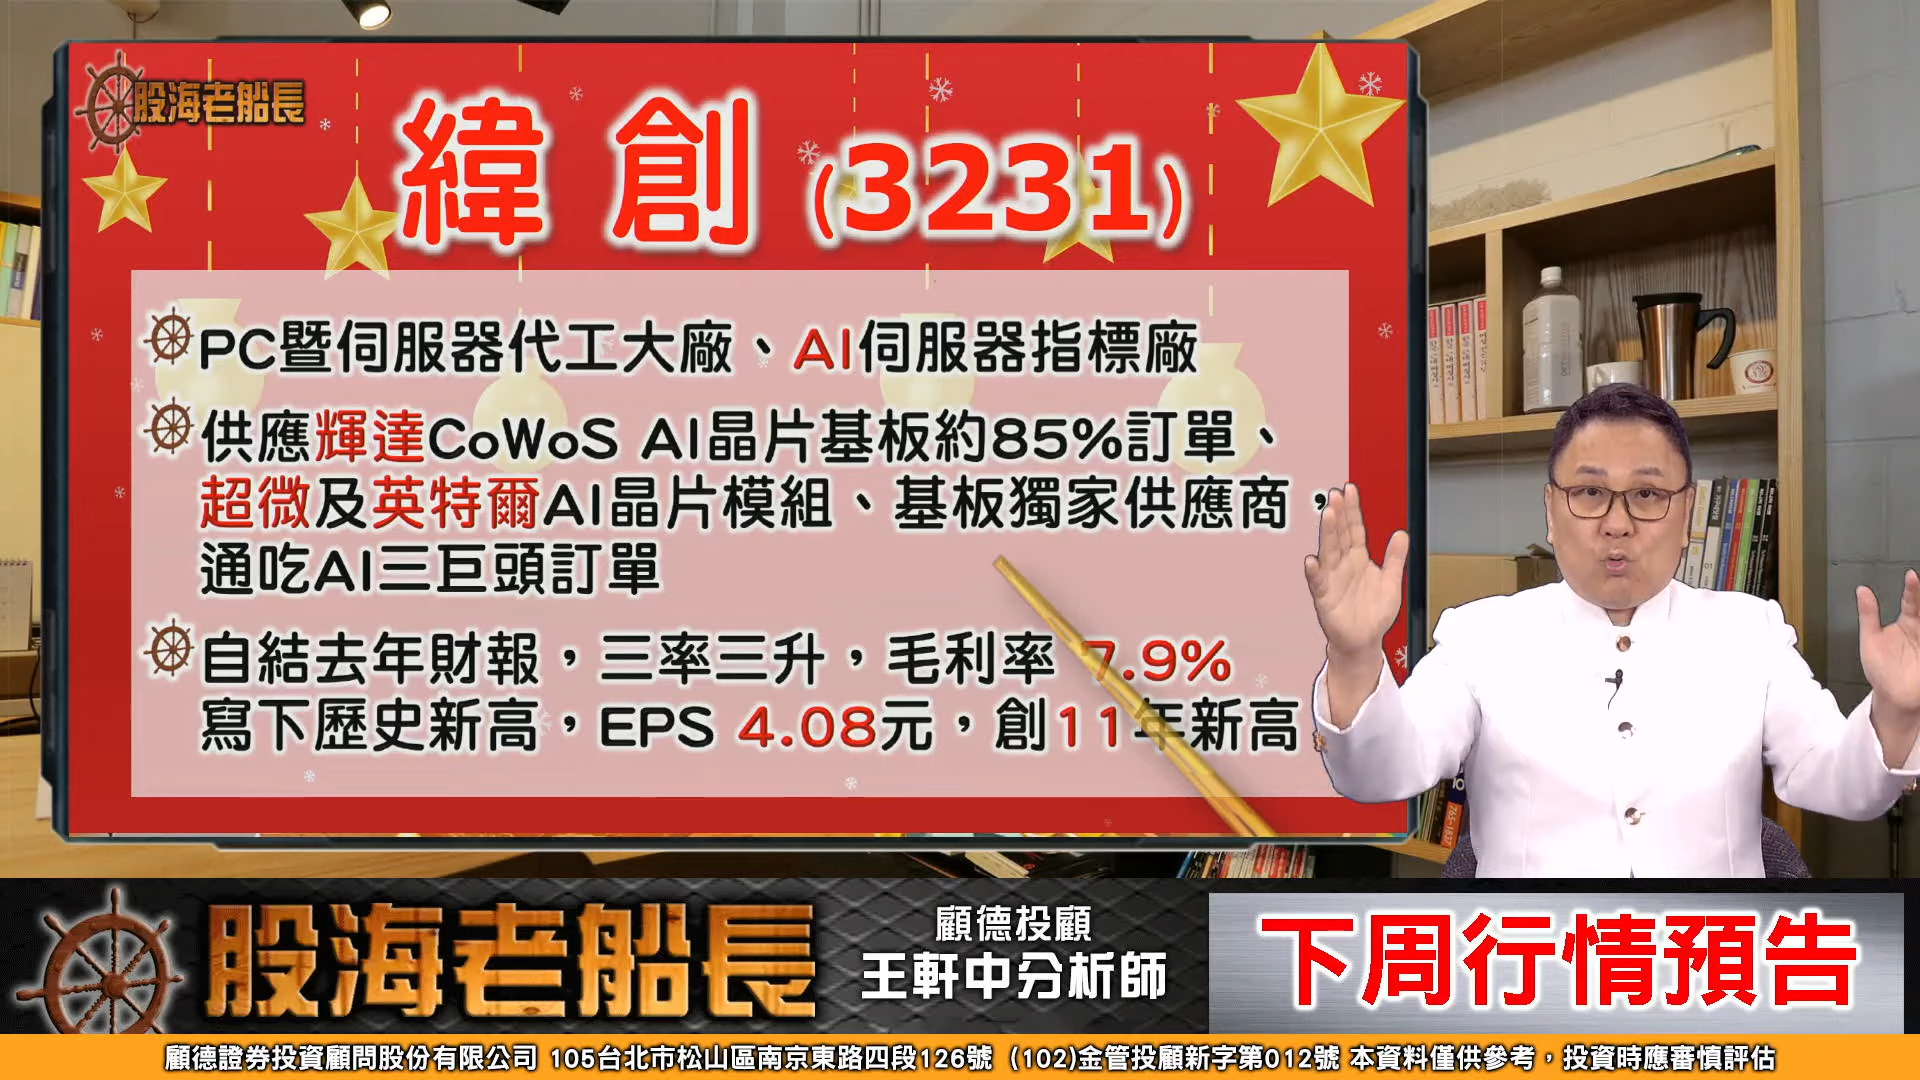 股海老船長
緯創(3231)
PC暨伺服器代工大廠、AI伺服器指標廠
供應輝達CoWoS AI晶片基板約85%訂單、
超微及英特爾AI晶片模組、基板獨家供應商，
通吃AI三巨頭訂單
自結去年財報，三率三升，毛利率 7.9%
寫下歷史新高，EPS 4.08元，創11年新高
股海老船長
顧德投顧
王軒中分析師
下周行情預告
顧德證券投資顧問股份有限公司 105台北市松山區南京東路四段126號 (102)金管投顧新字第012號 本資料僅供參考，投資時應審慎評估